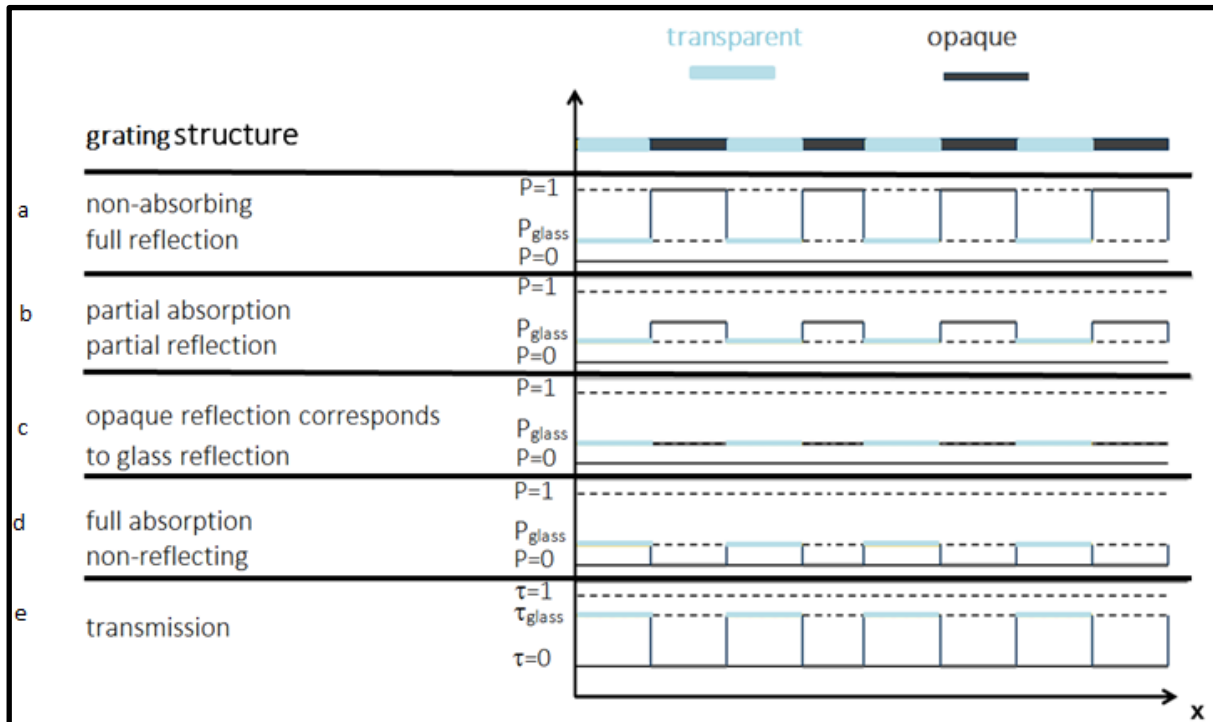 transparent opaque
grating structure
a
non-absorbing
full reflection
P=1
Pglass
P=0
b
partial absorption
partial reflection
P=1
Pglass
P=0
c
opaque reflection corresponds
to glass reflection
P=1
Pglass
P=0
d
full absorption
non-reflecting
P=1
Pglass
P=0
e
transmission
τ=1
τglass
τ=0
x